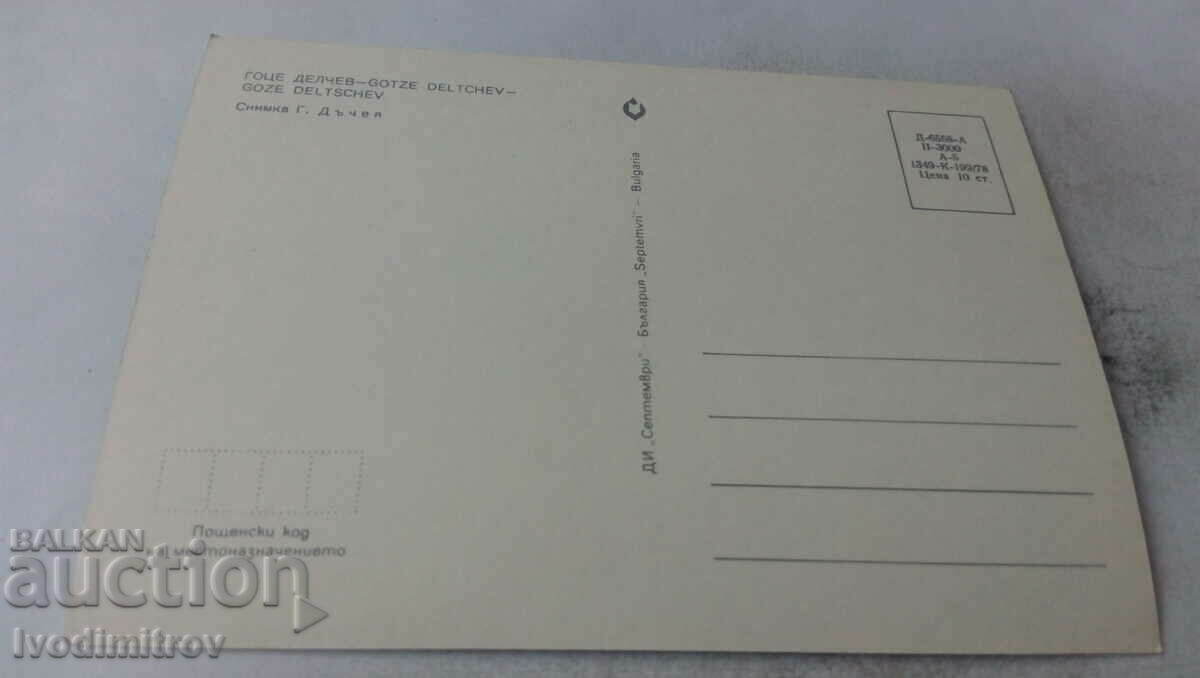 ГОЦЕ ДЕЛЧЕВ—GOTZE DELTCHEV—
GOZE DELTSCHEV
Снимка Г. Дъчев
Д-6558-А
II-3000
А-5
1349-К-199/78
Цена 10 ст.
ДИ „Септември" – България „Septemvri" – Bulgaria
Пощенски код
на местоназначението
BALKAN
auction
Ivodimitrov